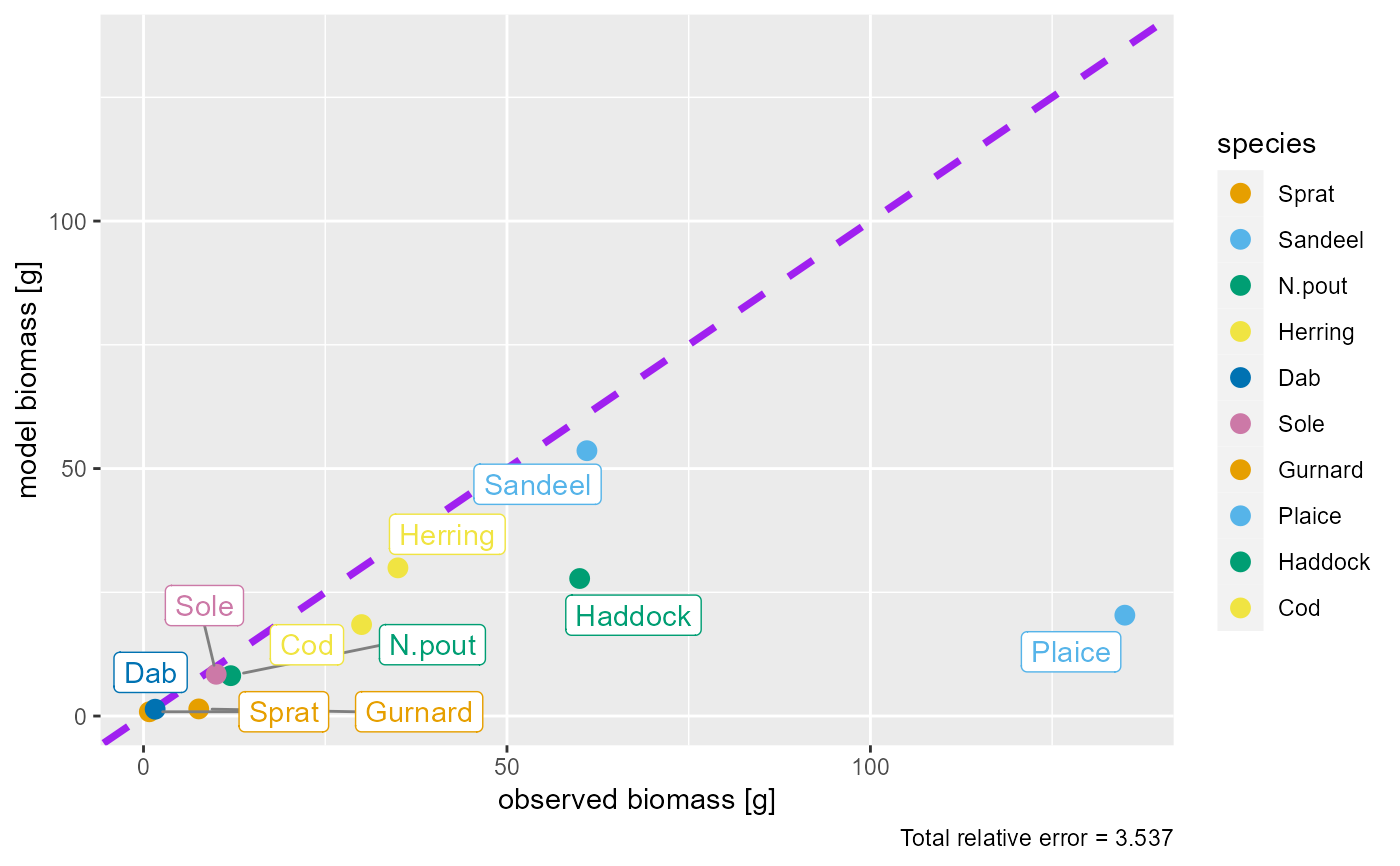 model biomass [g]
100
50
0
Sandeel
Herring
Sole
Haddock
Cod
N.pout
Plaice
Dab
Sprat
Gurnard
0
50
100
observed biomass [g]
Total relative error = 3.537
species
Sprat
Sandeel
N.pout
Herring
Dab
Sole
Gurnard
Plaice
Haddock
Cod